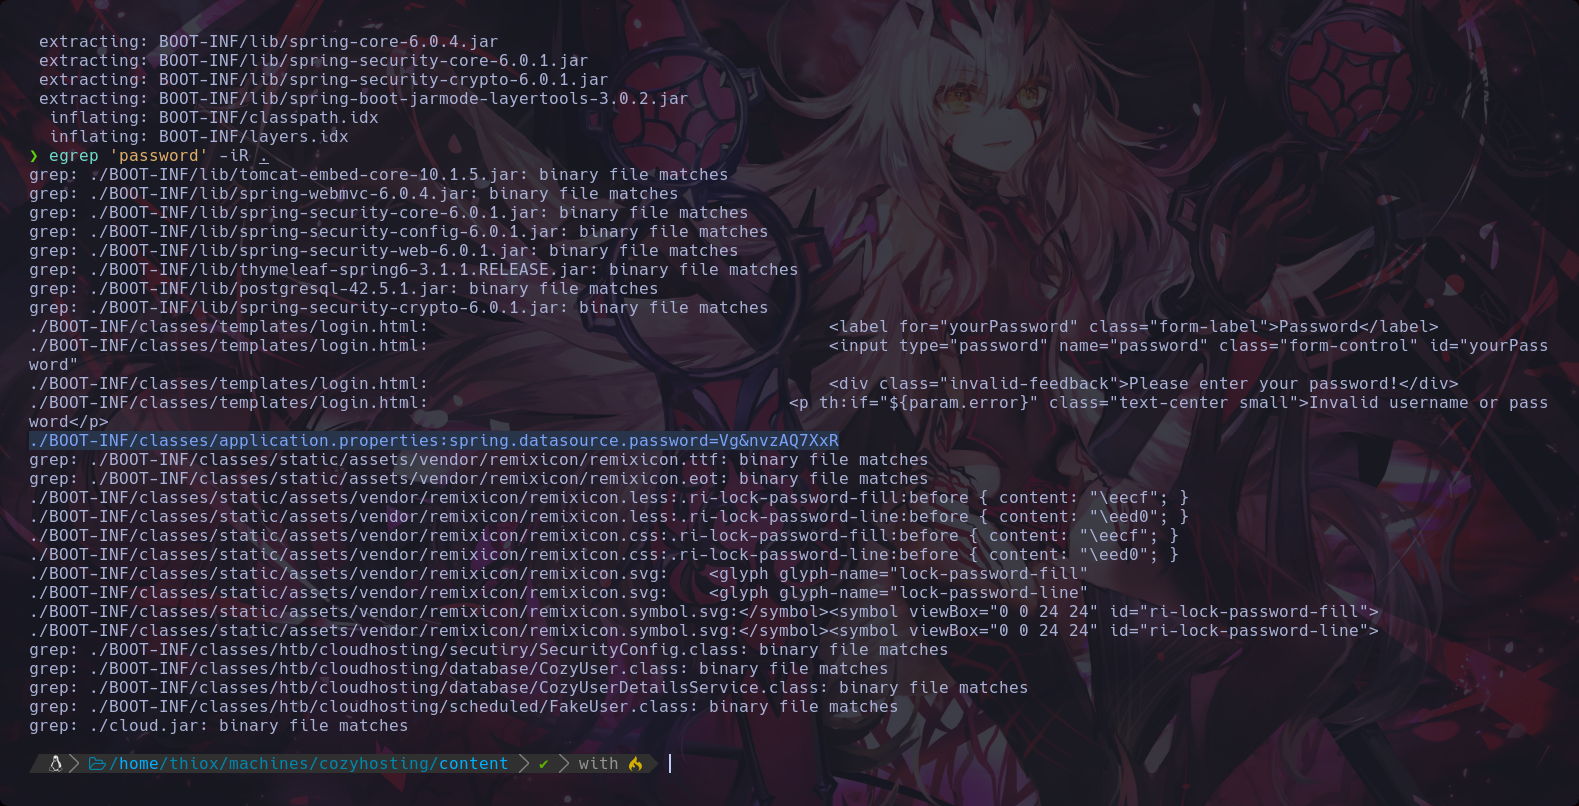 extracting: BOOT-INF/lib/spring-core-6.0.4.jar
extracting: BOOT-INF/lib/spring-security-core-6.0.1.jar
extracting: BOOT-INF/lib/spring-security-crypto-6.0.1.jar
extracting: BOOT-INF/lib/spring-boot-jarmode-layertools-3.0.2.jar
inflating: BOOT-INF/classpath.idx
inflating: BOOT-INF/layers.idx
❯ egrep 'password' -iR .
grep: ./BOOT-INF/lib/tomcat-embed-core-10.1.5.jar: binary file matches
grep: ./BOOT-INF/lib/spring-webmvc-6.0.4.jar: binary file matches
grep: ./BOOT-INF/lib/spring-security-core-6.0.1.jar: binary file matches
grep: ./BOOT-INF/lib/spring-security-config-6.0.1.jar: binary file matches
grep: ./BOOT-INF/lib/spring-security-web-6.0.1.jar: binary file matches
grep: ./BOOT-INF/lib/thymeleaf-spring6-3.1.1.RELEASE.jar: binary file matches
grep: ./BOOT-INF/lib/postgresql-42.5.1.jar: binary file matches
grep: ./BOOT-INF/lib/spring-security-crypto-6.0.1.jar: binary file matches
./BOOT-INF/classes/templates/login.html: <label for="yourPassword" class="form-label">Password</label>
./BOOT-INF/classes/templates/login.html: <input type="password" name="password" class="form-control" id="yourPass
word"
./BOOT-INF/classes/templates/login.html: <div class="invalid-feedback">Please enter your password!</div>
./BOOT-INF/classes/templates/login.html: <p th:if="${param.error}" class="text-center small">Invalid username or pass
word</p>
./BOOT-INF/classes/application.properties:spring.datasource.password=Vg&nvzAQ7XxR
grep: ./BOOT-INF/classes/static/assets/vendor/remixicon/remixicon.ttf: binary file matches
grep: ./BOOT-INF/classes/static/assets/vendor/remixicon/remixicon.eot: binary file matches
./BOOT-INF/classes/static/assets/vendor/remixicon/remixicon.less:.ri-lock-password-fill:before { content: "\eecf"; }
./BOOT-INF/classes/static/assets/vendor/remixicon/remixicon.less:.ri-lock-password-line:before { content: "\eed0"; }
./BOOT-INF/classes/static/assets/vendor/remixicon/remixicon.css:.ri-lock-password-fill:before { content: "\eecf"; }
./BOOT-INF/classes/static/assets/vendor/remixicon/remixicon.css:.ri-lock-password-line:before { content: "\eed0"; }
./BOOT-INF/classes/static/assets/vendor/remixicon/remixicon.svg: <glyph glyph-name="lock-password-fill"
./BOOT-INF/classes/static/assets/vendor/remixicon/remixicon.svg: <glyph glyph-name="lock-password-line"
./BOOT-INF/classes/static/assets/vendor/remixicon/remixicon.symbol.svg:</symbol><symbol viewBox="0 0 24 24" id="ri-lock-password-fill">
./BOOT-INF/classes/static/assets/vendor/remixicon/remixicon.symbol.svg:</symbol><symbol viewBox="0 0 24 24" id="ri-lock-password-line">
grep: ./BOOT-INF/classes/htb/cloudhosting/secutiry/SecurityConfig.class: binary file matches
grep: ./BOOT-INF/classes/htb/cloudhosting/database/CozyUser.class: binary file matches
grep: ./BOOT-INF/classes/htb/cloudhosting/database/CozyUserDetailsService.class: binary file matches
grep: ./BOOT-INF/classes/htb/cloudhosting/scheduled/FakeUser.class: binary file matches
grep: ./cloud.jar: binary file matches
/home/thiox/machines/cozyhosting/content ✔ with